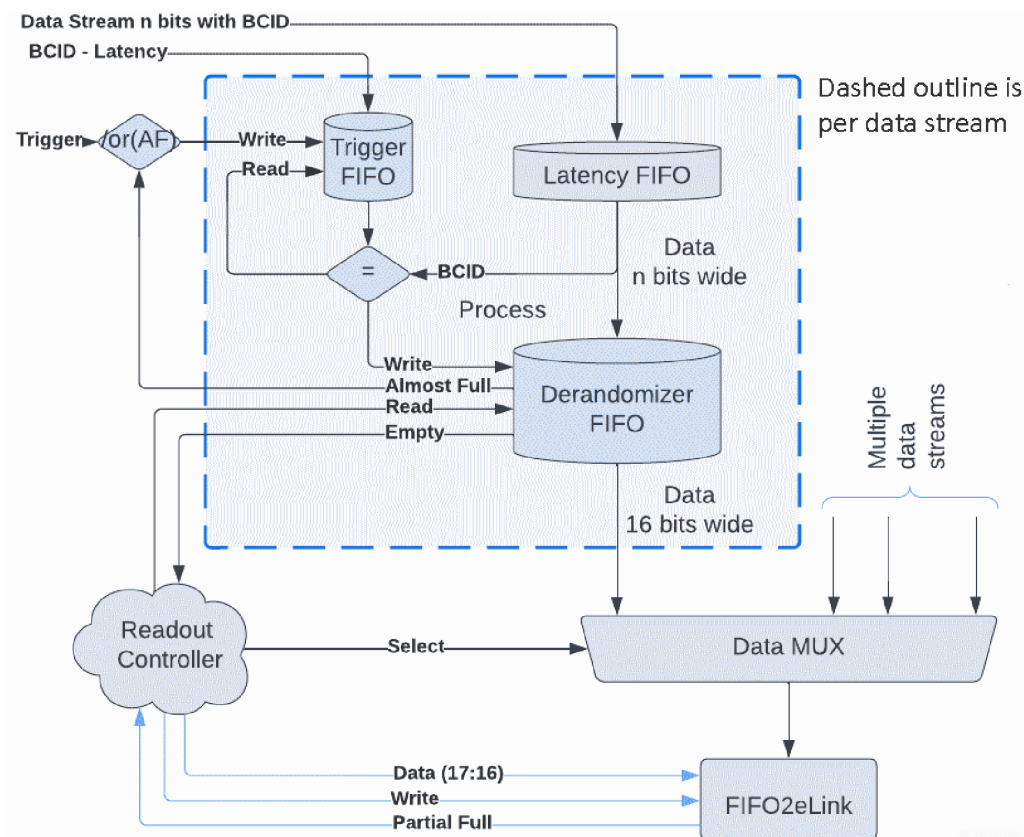 Data Stream n bits with BCID
BCID - Latency
Dashed outline is
per data stream
Trigger
/or(AF)
Write
Read
Trigger
FIFO
Latency FIFO
Data
n bits wide
=
BCID
Process
Write
Almost Full
Read
Empty
Derandomizer
FIFO
Multiple
data
streams
Data
16 bits wide
Readout
Controller
Select
Data MUX
Data (17:16)
Write
Partial Full
FIFO2eLink